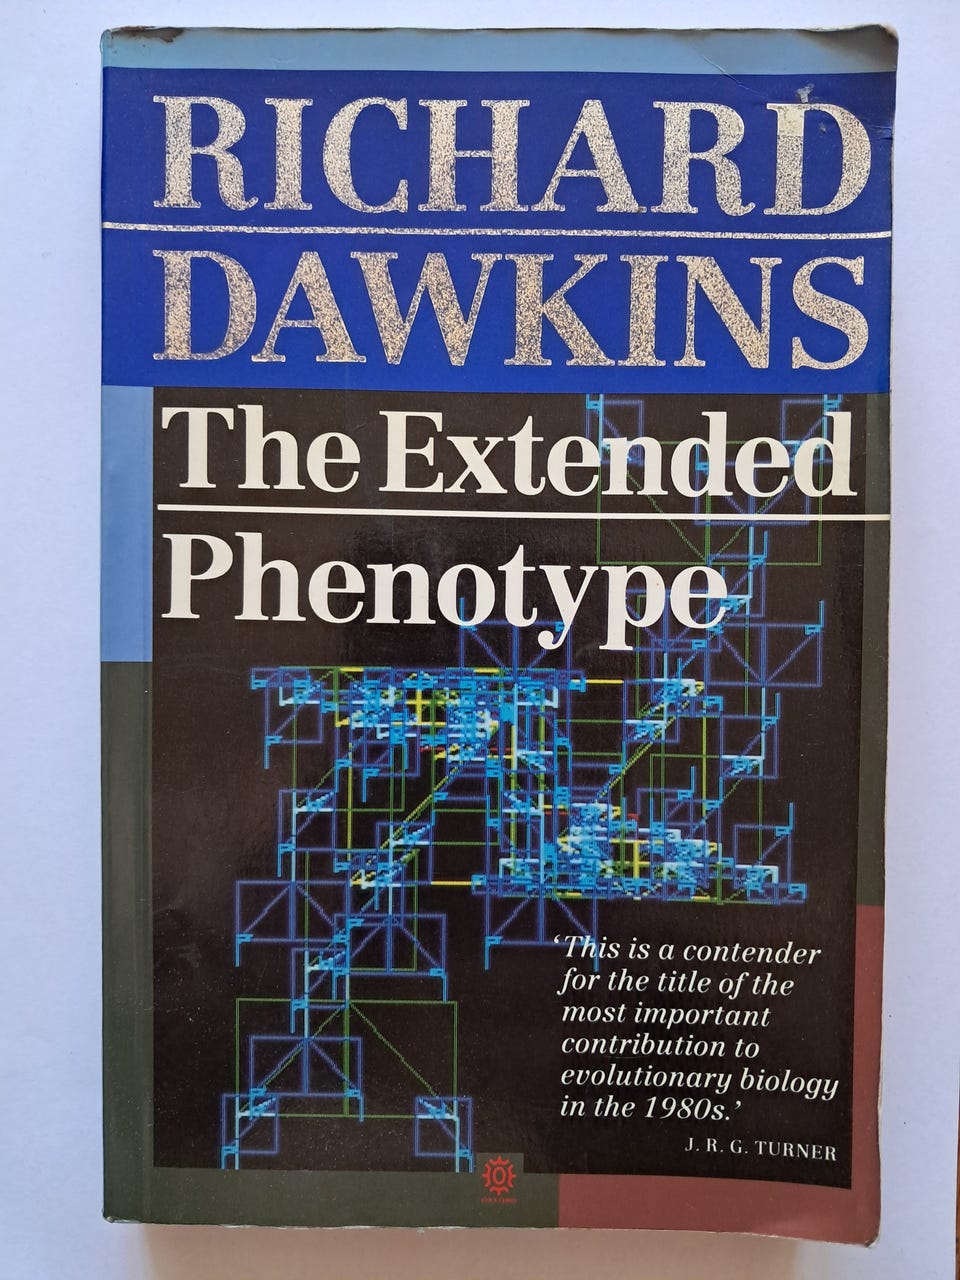 RICHARD
DAWKINS
The Extended
Phenotype
‘This is a contender
for the title of the
most important
contribution to
evolutionary biology
in the 1980s.’
J. R. G. TURNER